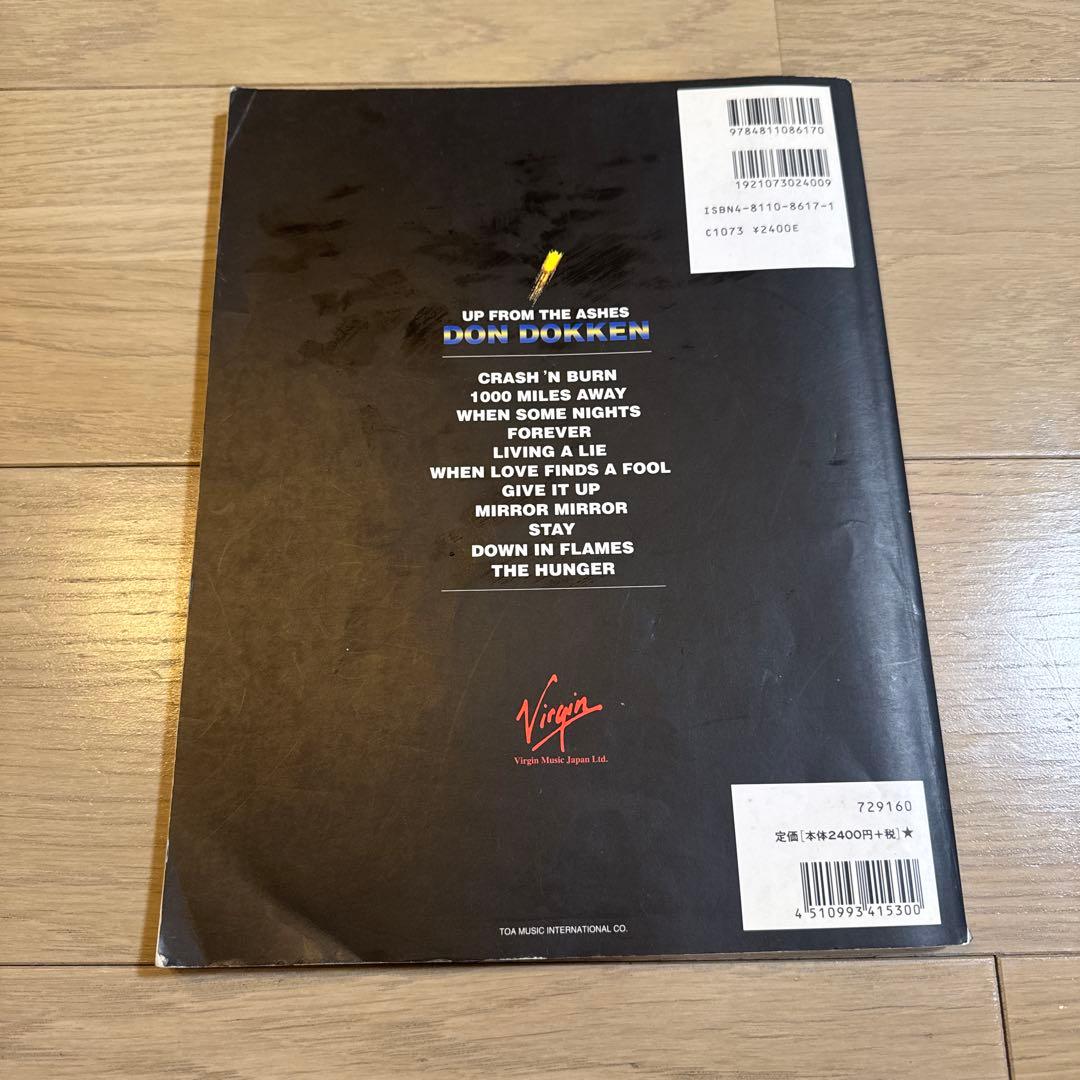 9784811086170
1921073024009
ISBN4-8110-8617-1
C1073 ¥2400E
UP FROM THE ASHES
DON DOKKEN
CRASH 'N BURN
1000 MILES AWAY
WHEN SOME NIGHTS
FOREVER
LIVING A LIE
WHEN LOVE FINDS A FOOL
GIVE IT UP
MIRROR MIRROR
STAY
DOWN IN FLAMES
THE HUNGER
Virgin
Virgin Music Japan Ltd.
729160
定価[本体2400円+税]★
4 510993 415300
TOA MUSIC INTERNATIONAL CO.